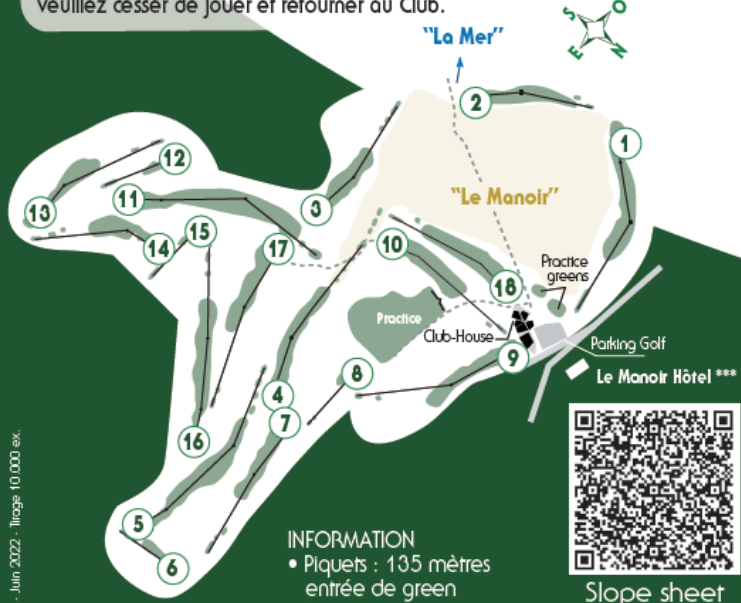 veuillez cesser de jouer et retourner au Club.
S
O
E
N
"La Mer"
2
1
12
13
11
3
"Le Manoir"
14
15
17
10
18
Practice
greens
Practice
Club-House
Parking Golf
9
Le Manoir Hôtel ***
8
4
7
16
5
6
INFORMATION
• Piquets : 135 mètres
entrée de green
Slope sheet
- Juin 2022 - Tirage 10.000 ex.